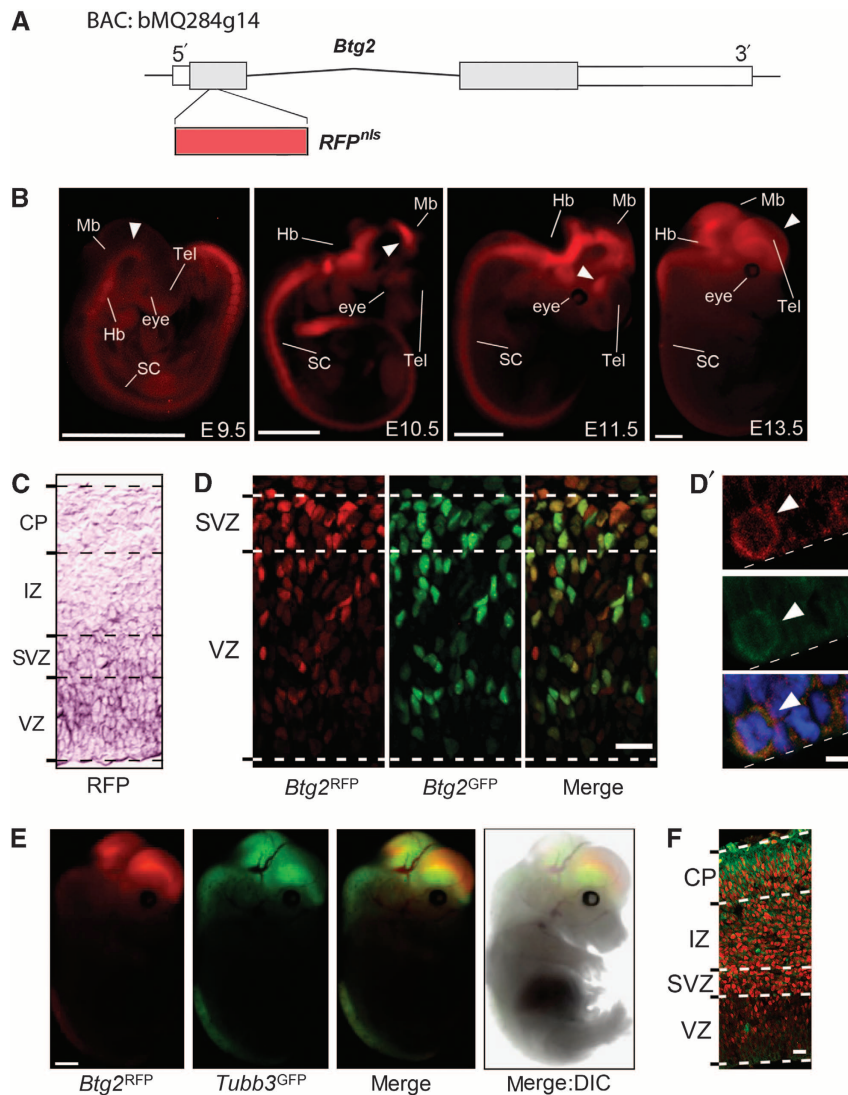 A
BAC: bMQ284g14
5′
Btg2
3′
RFPnls
B
Mb
Tel
Hb
eye
SC
E9.5
Hb
Mb
eye
SC
Tel
E10.5
Hb
Mb
eye
SC
Tel
E11.5
Mb
Hb
eye
Tel
SC
E13.5
C
CP
IZ
SVZ
VZ
RFP
D
SVZ
VZ
Btg2RFP
Btg2GFP
Merge
D′
E
Btg2RFP
Tubb3GFP
Merge
Merge:DIC
F
CP
IZ
SVZ
VZ